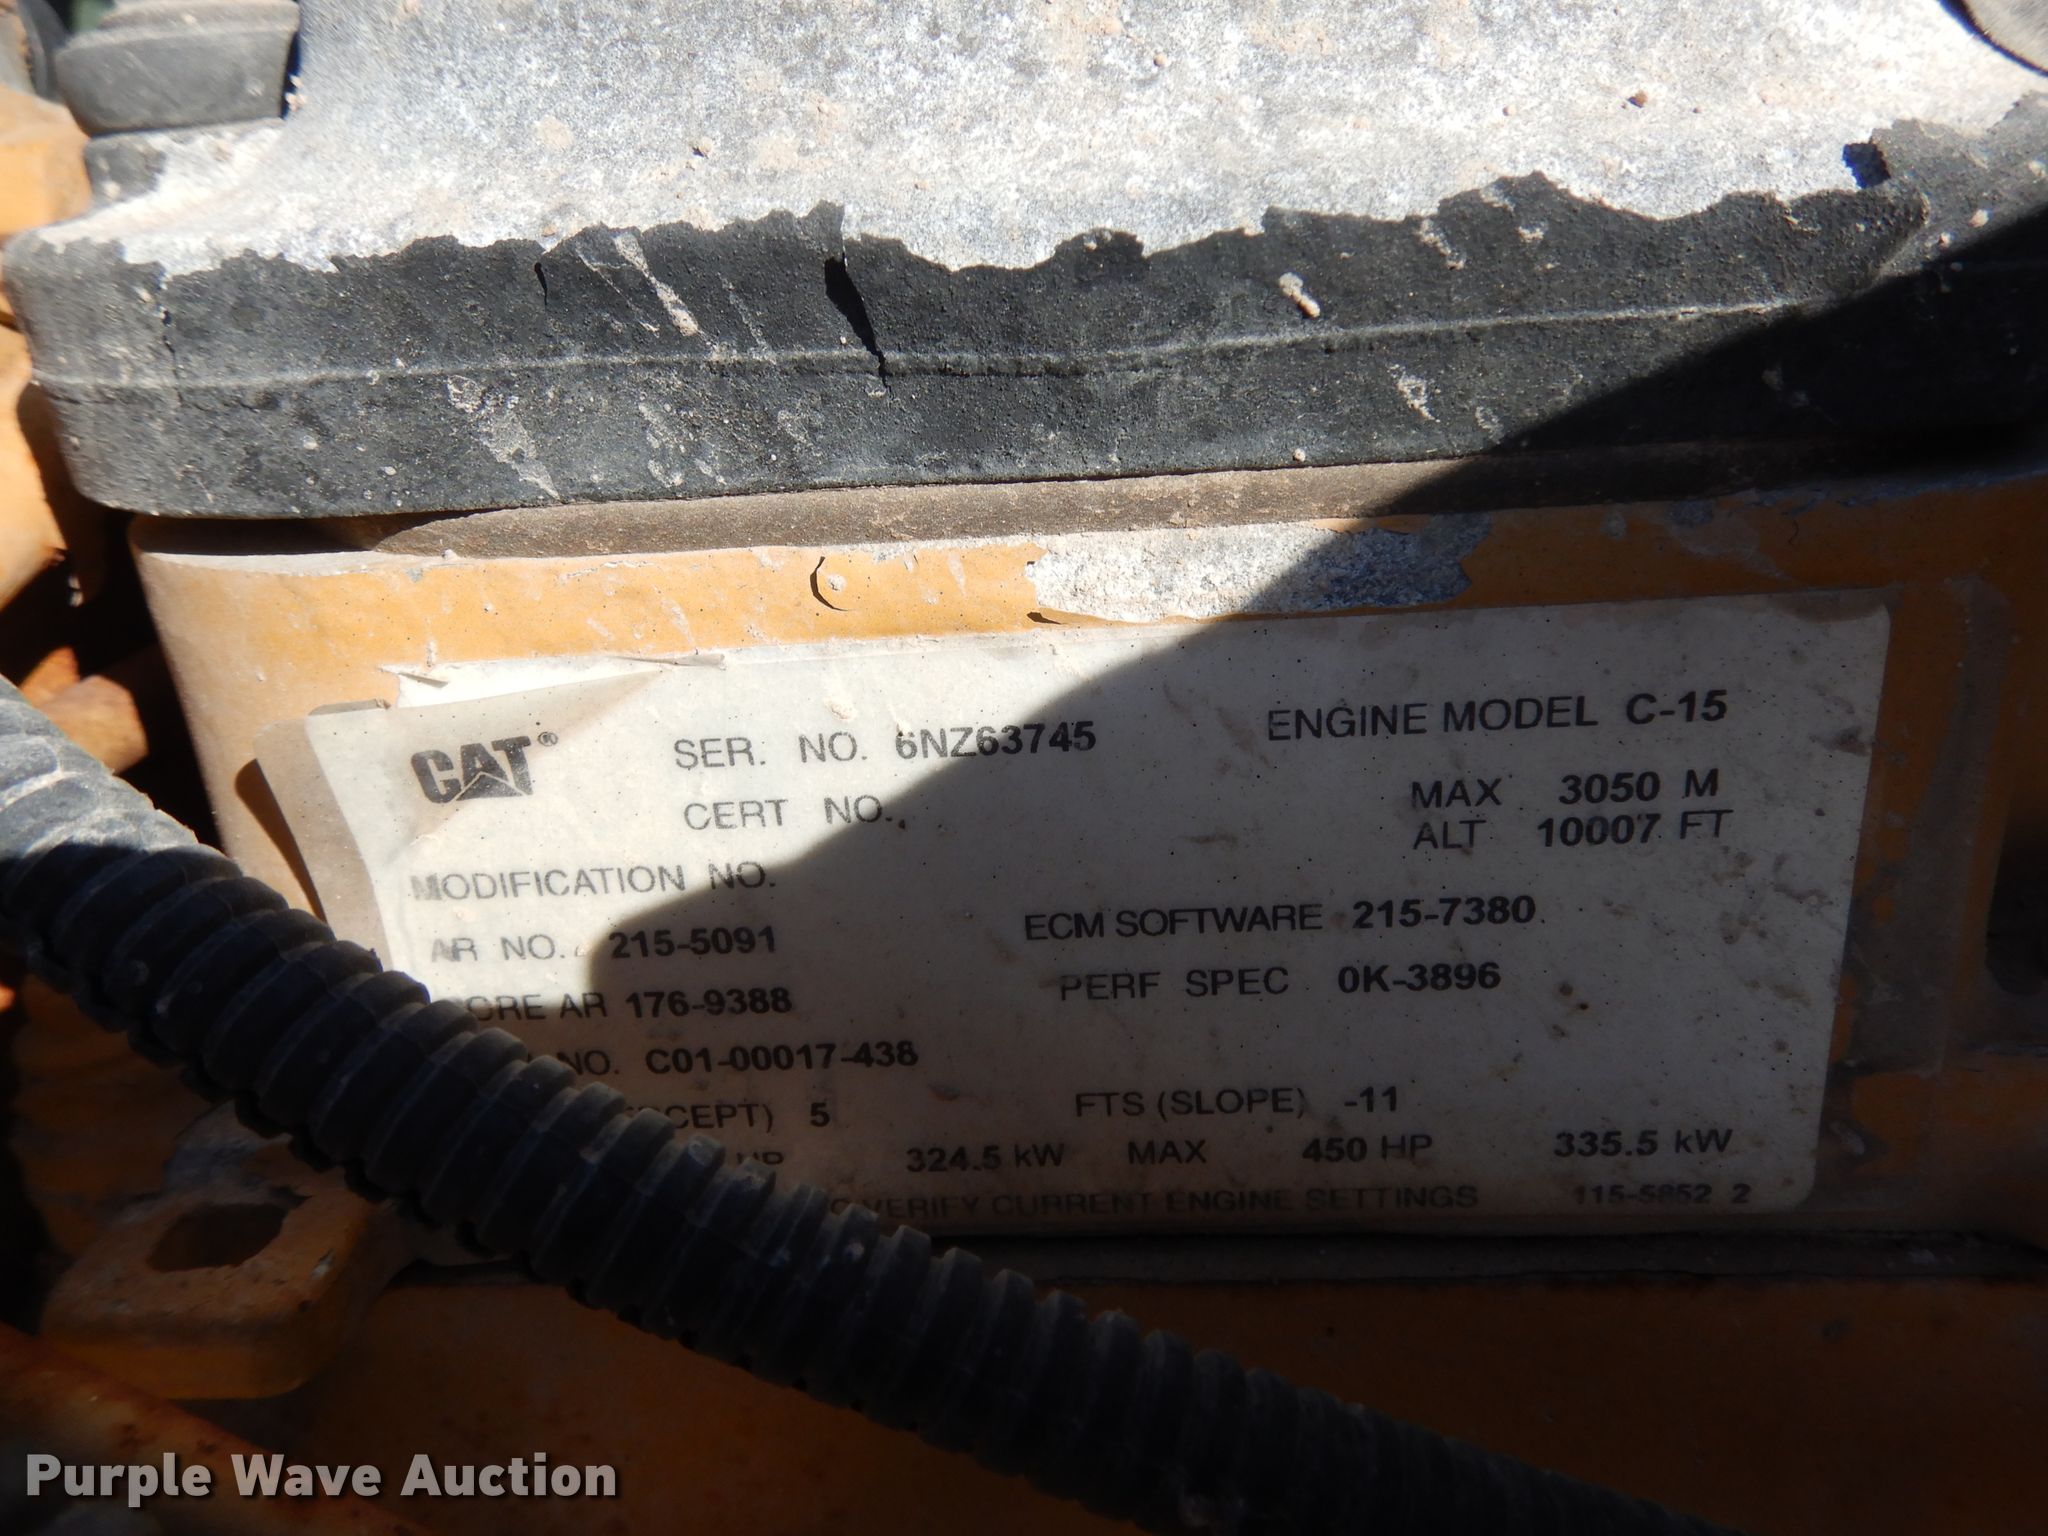 CAT® SER. NO. 6NZ63745 ENGINE MODEL C-15
CERT NO. MAX 3050 M
ALT 10007 FT
MODIFICATION NO.
AR NO. 215-5091 ECM SOFTWARE 215-7380
AR 176-9388 PERF SPEC 0K-3896
NO. C01-00017-438
5 FTS (SLOPE) -11
HP 324.5 kW MAX 450 HP 335.5 kW
VERIFY CURRENT ENGINE SETTINGS 115-5852 2
Purple Wave Auction